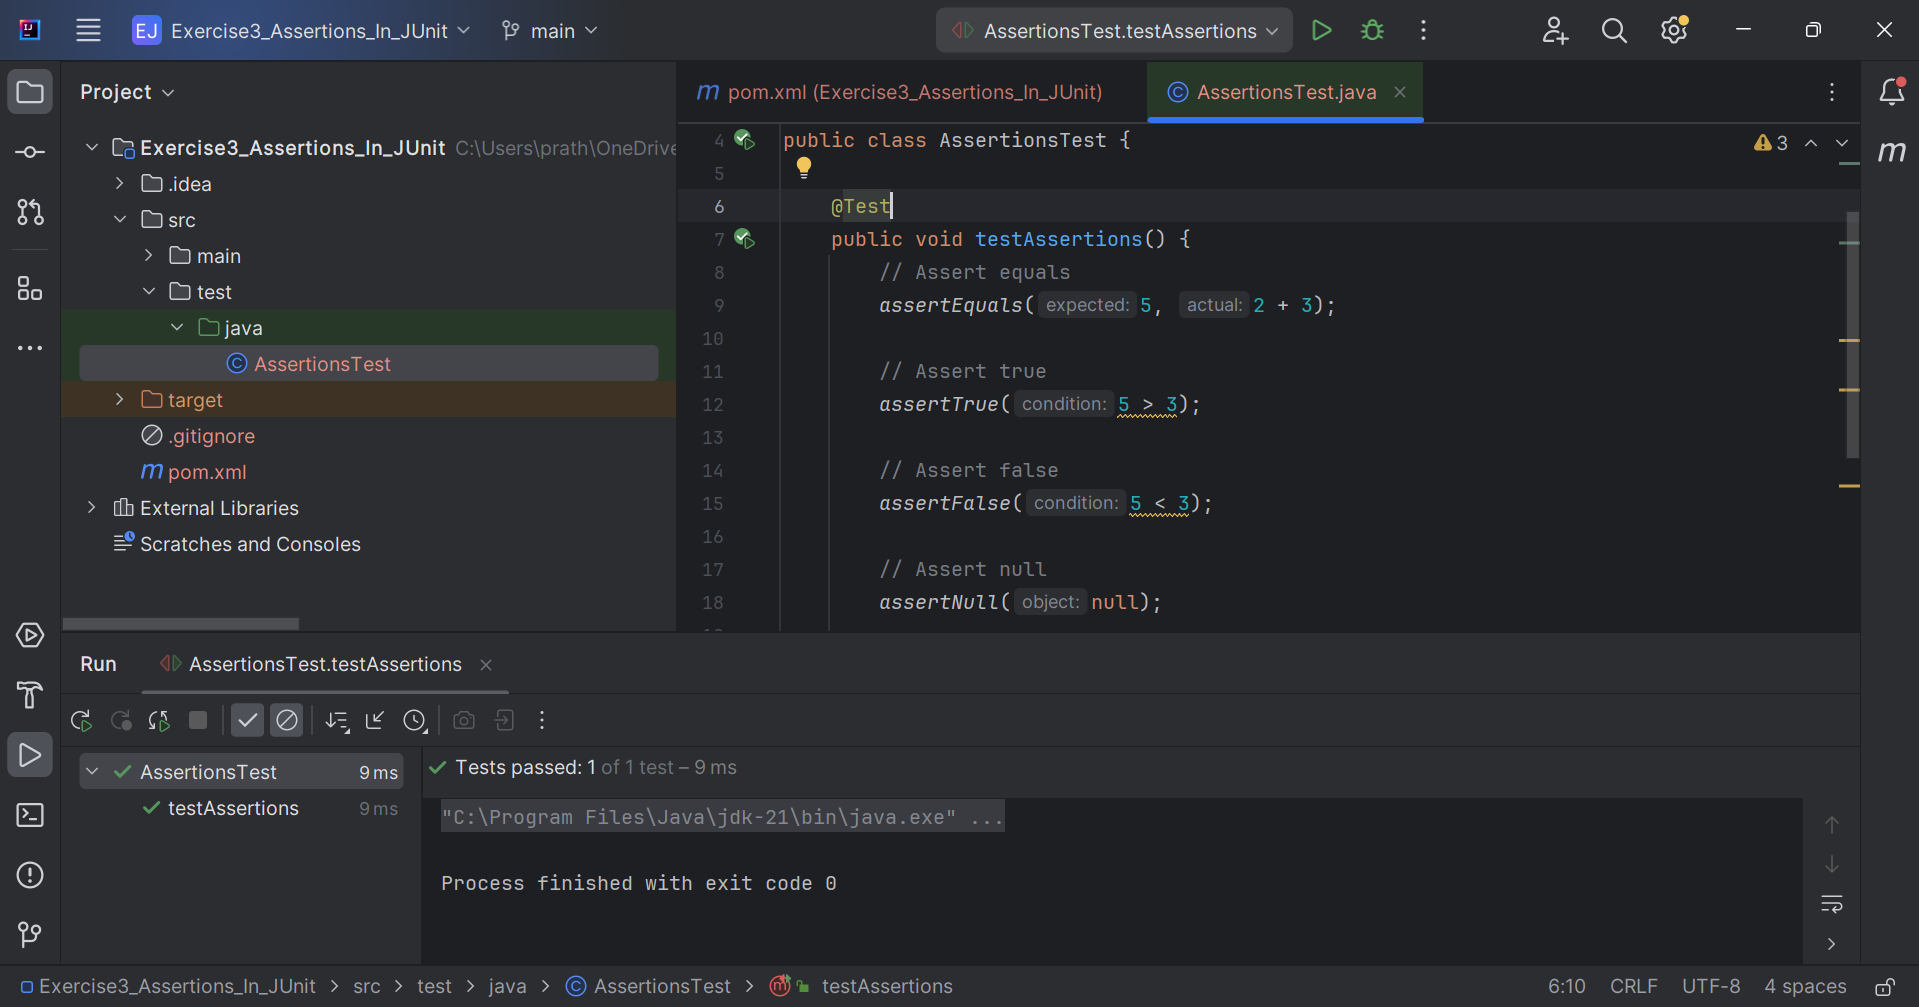 EJ Exercise3_Assertions_In_JUnit main AssertionsTest.testAssertions
Project
Exercise3_Assertions_In_JUnit C:\Users\prath\OneDrive
.idea
src
main
test
java
AssertionsTest
target
.gitignore
m pom.xml
External Libraries
Scratches and Consoles
m pom.xml (Exercise3_Assertions_In_JUnit) C AssertionsTest.java
4 public class AssertionsTest {
5
6 @Test
7 public void testAssertions() {
8 // Assert equals
9 assertEquals( expected: 5, actual: 2 + 3);
10
11 // Assert true
12 assertTrue( condition: 5 > 3);
13
14 // Assert false
15 assertFalse( condition: 5 < 3);
16
17 // Assert null
18 assertNull( object: null);
3
m
Run AssertionsTest.testAssertions
AssertionsTest 9 ms
testAssertions 9 ms
Tests passed: 1 of 1 test – 9 ms
"C:\Program Files\Java\jdk-21\bin\java.exe" ...
Process finished with exit code 0
Exercise3_Assertions_In_JUnit > src > test > java > C AssertionsTest > m testAssertions
6:10 CRLF UTF-8 4 spaces